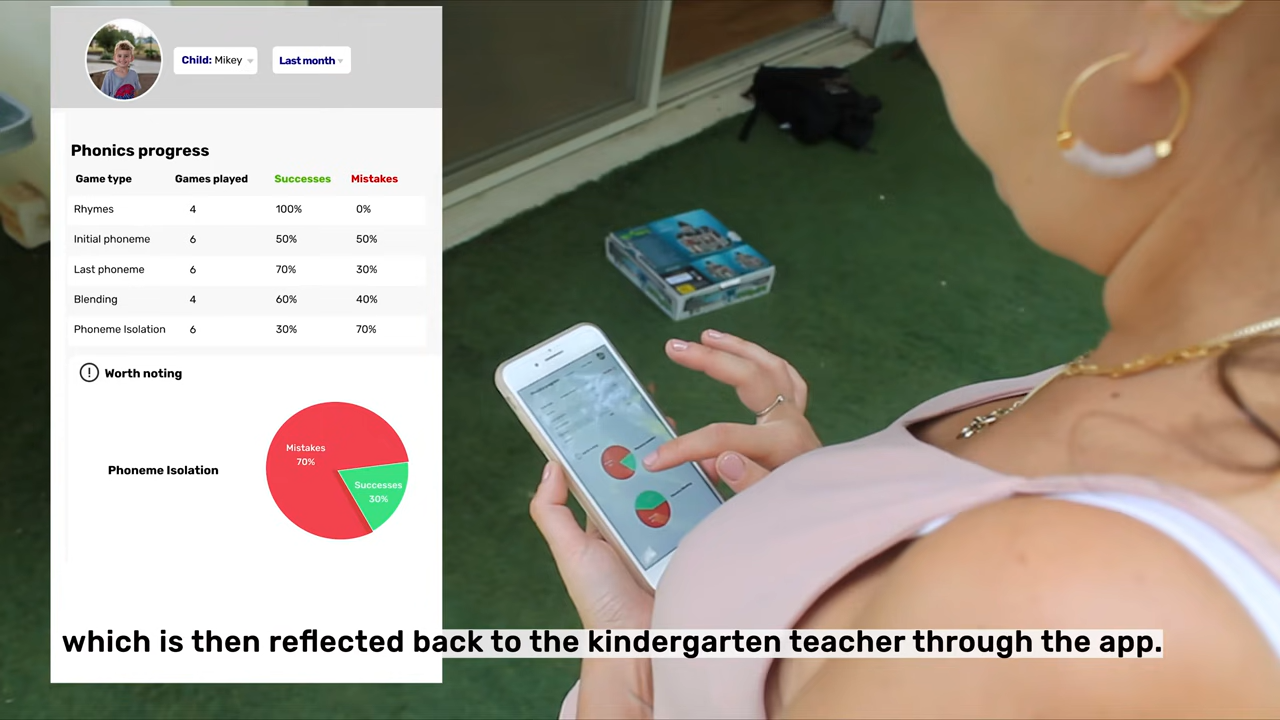 Child: Mikey
Last month
Phonics progress
Game type Games played Successes Mistakes
Rhymes 4 100% 0%
Initial phoneme 6 50% 50%
Last phoneme 6 70% 30%
Blending 4 60% 40%
Phoneme Isolation 6 30% 70%
! Worth noting
Phoneme Isolation
Mistakes
70%
Successes
30%
which is then reflected back to the kindergarten teacher through the app.